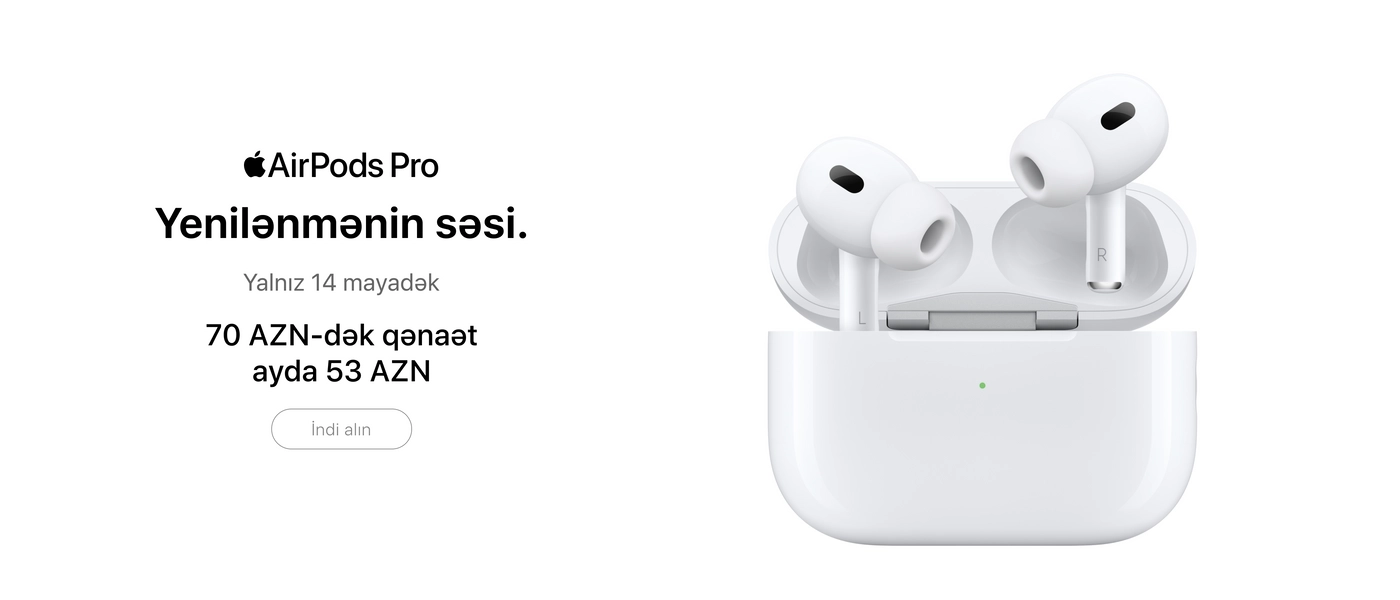 AirPods Pro
Yenilənmənin səsi.
Yalnız 14 mayadək
70 AZN-dək qənaət
ayda 53 AZN
İndi alın
R
L